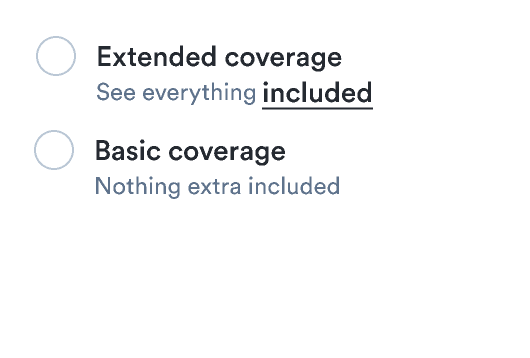 Extended coverage
See everything included
Basic coverage
Nothing extra included